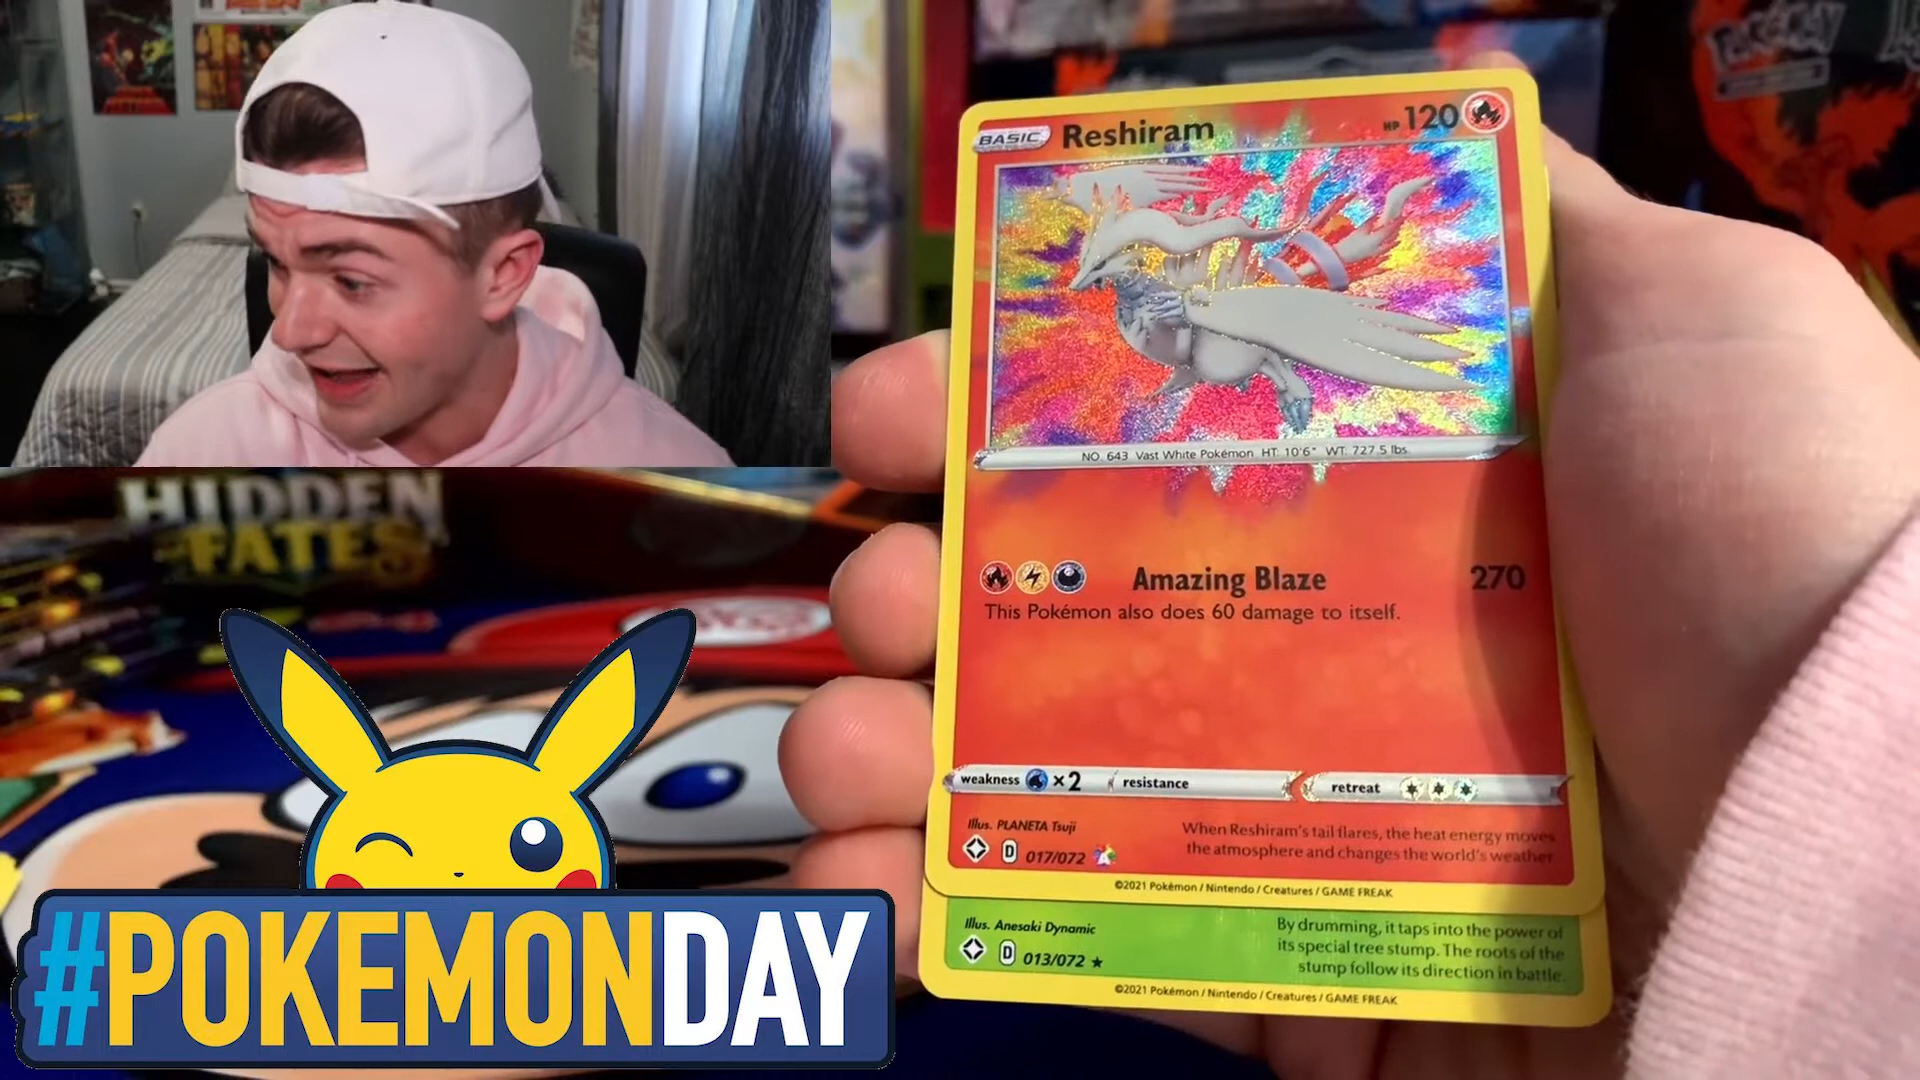 BASIC Reshiram HP 120
NO. 643 Vast White Pokémon HT: 10'6" WT: 727.5 lbs.
Amazing Blaze 270
This Pokémon also does 60 damage to itself.
weakness ×2 resistance retreat
Illus. PLANETA Tsuji
D 017/072 A
When Reshiram's tail flares, the heat energy moves
the atmosphere and changes the world's weather.
©2021 Pokémon / Nintendo / Creatures / GAME FREAK
Illus. Anesaki Dynamic
D 013/072 ★
By drumming, it taps into the power of
its special tree stump. The roots of the
stump follow its direction in battle.
©2021 Pokémon / Nintendo / Creatures / GAME FREAK
HIDDEN
FATES
#POKEMONDAY
POKÉMON